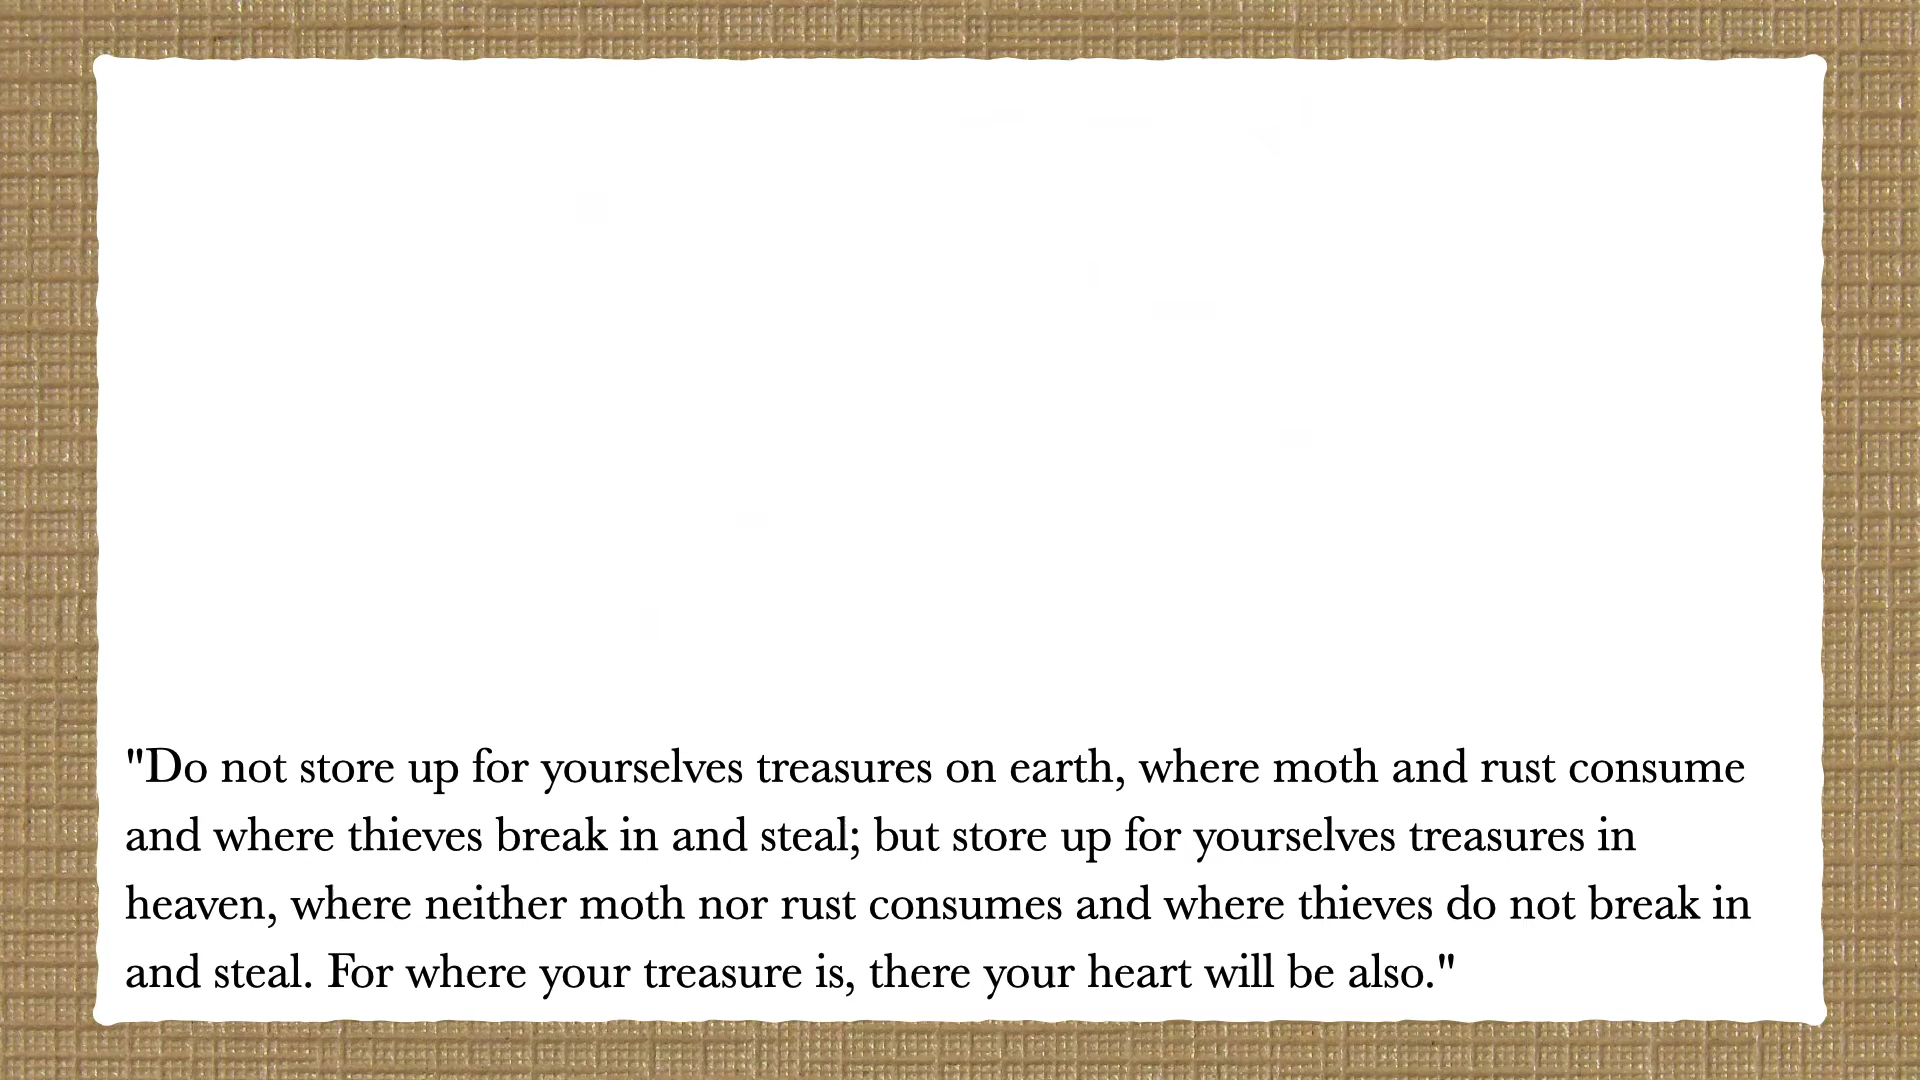 "Do not store up for yourselves treasures on earth, where moth and rust consume
and where thieves break in and steal; but store up for yourselves treasures in
heaven, where neither moth nor rust consumes and where thieves do not break in
and steal. For where your treasure is, there your heart will be also."